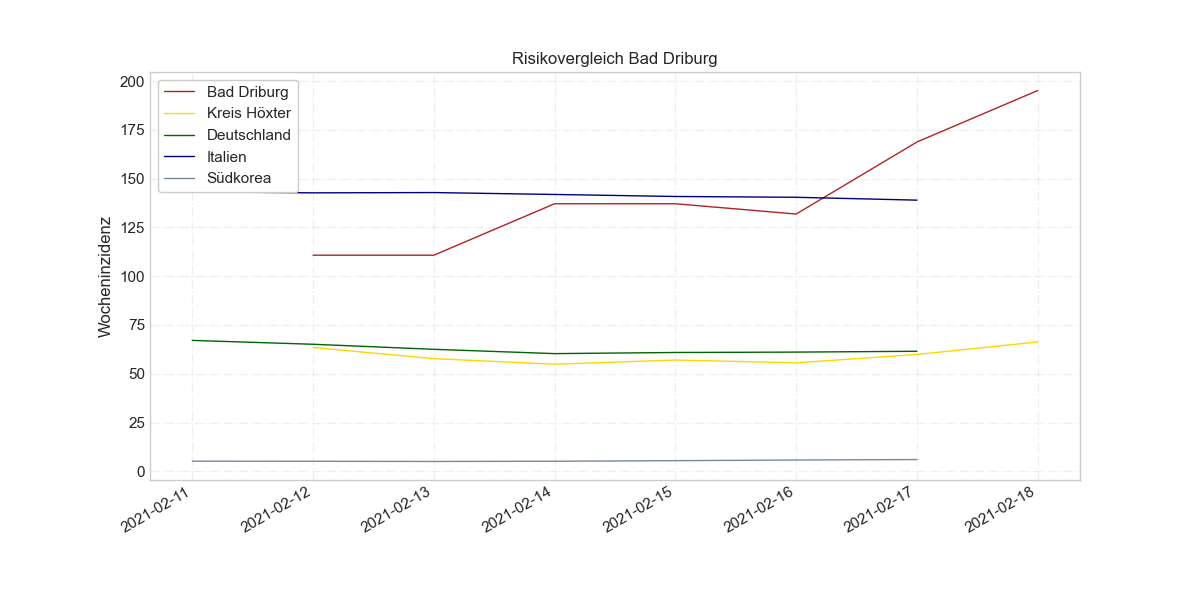 Risikovergleich Bad Driburg
200
175
150
125
100
75
50
25
0
Wocheninzidenz
Bad Driburg
Kreis Höxter
Deutschland
Italien
Südkorea
2021-02-11
2021-02-12
2021-02-13
2021-02-14
2021-02-15
2021-02-16
2021-02-17
2021-02-18